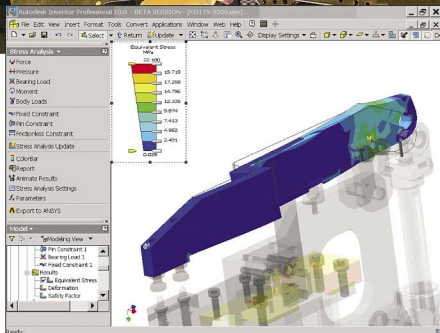 Autodesk Inventor Professional 10.0 - BETA VERSION -
File Edit View Insert Format Tools Convert Applications Window Web Help
Select Return Update Display Settings
Stress Analysis
Force
Pressure
Bearing Load
Moment
Body Loads
Fixed Constraint
Pin Constraint
Frictionless Constraint
Stress Analysis Update
ColorBar
Report
Animate Results
Stress Analysis Settings
Parameters
Export to ANSYS
Model
Modeling View
Pin Constraint 1
Bearing Load 1
Fixed Constraint 1
Results
Equivalent Stress
Deformation
Safety Factor
Ready
Equivalent Stress
MPa
19.719
17.258
14.796
12.335
9.874
7.413
4.952
2.491